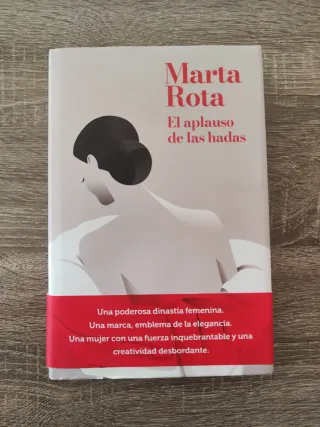 Marta
Rota
El aplauso
de las hadas
Una poderosa dinastía femenina.
Una marca, emblema de la elegancia.
Una mujer con una fuerza inquebrantable y una
creatividad desbordante.